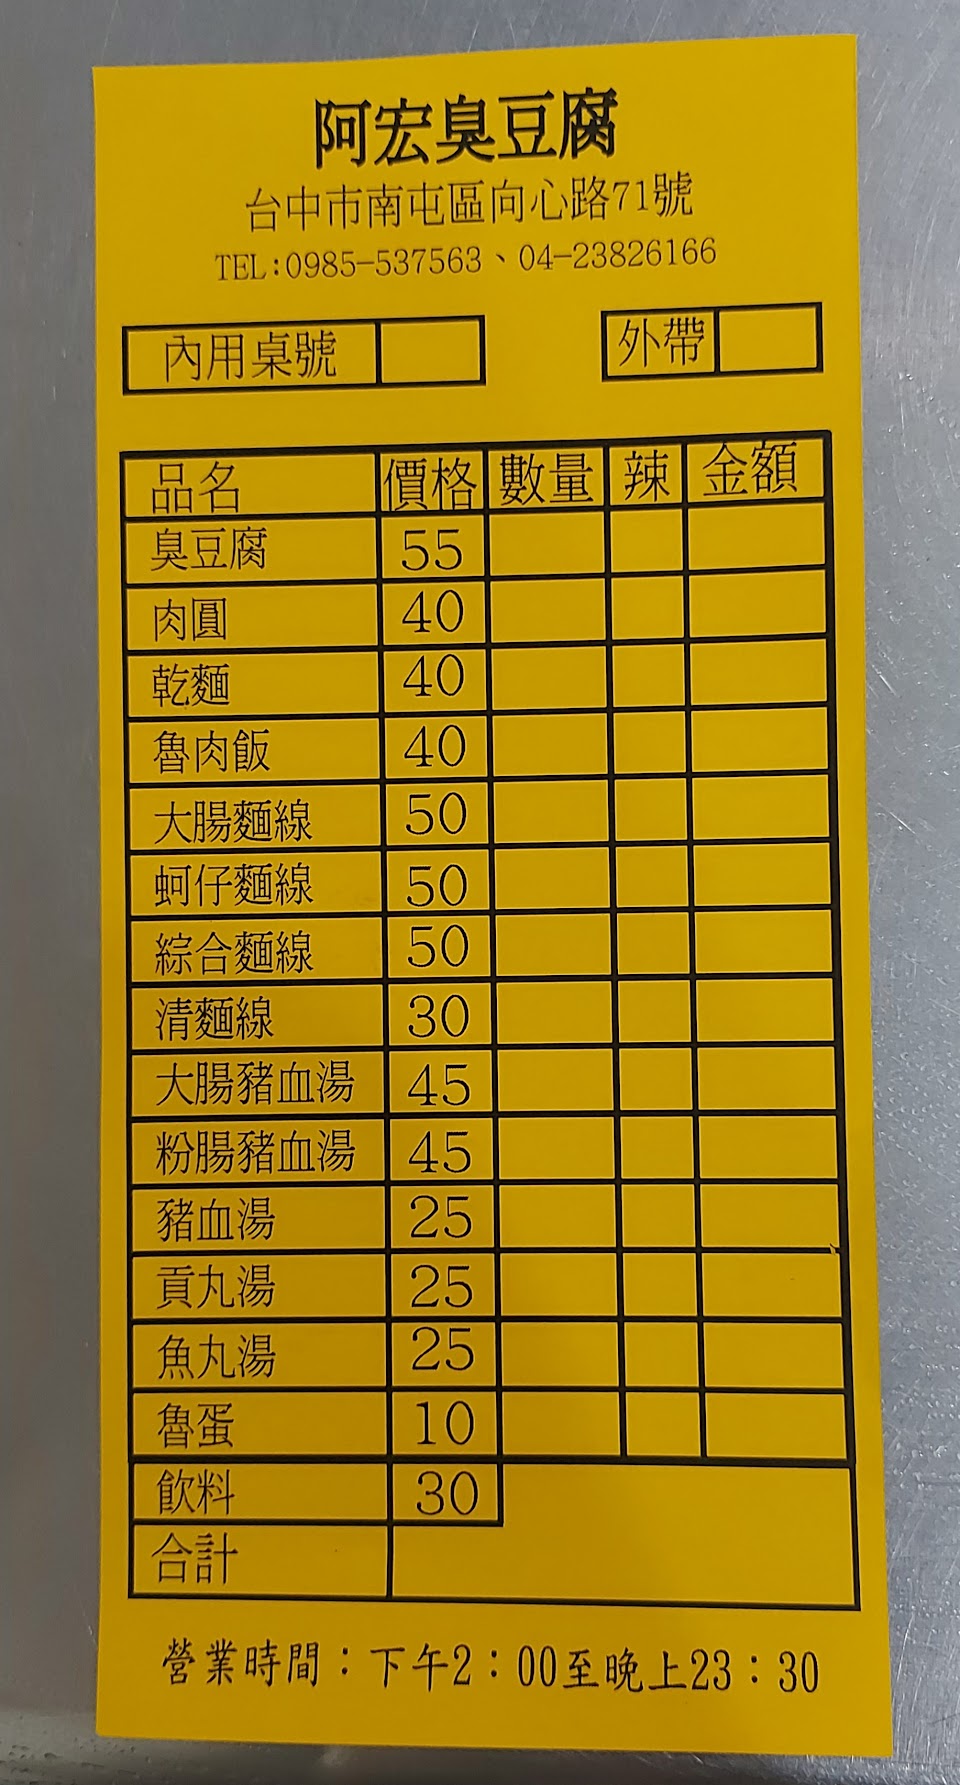 阿宏臭豆腐
台中市南屯區向心路71號
TEL:0985-537563、04-23826166
內用桌號 外帶
品名 價格 數量 辣 金額
臭豆腐 55
肉圓 40
乾麵 40
魯肉飯 40
大腸麵線 50
蚵仔麵線 50
綜合麵線 50
清麵線 30
大腸豬血湯 45
粉腸豬血湯 45
豬血湯 25
貢丸湯 25
魚丸湯 25
魯蛋 10
飲料 30
合計
營業時間：下午2：00至晚上23：30